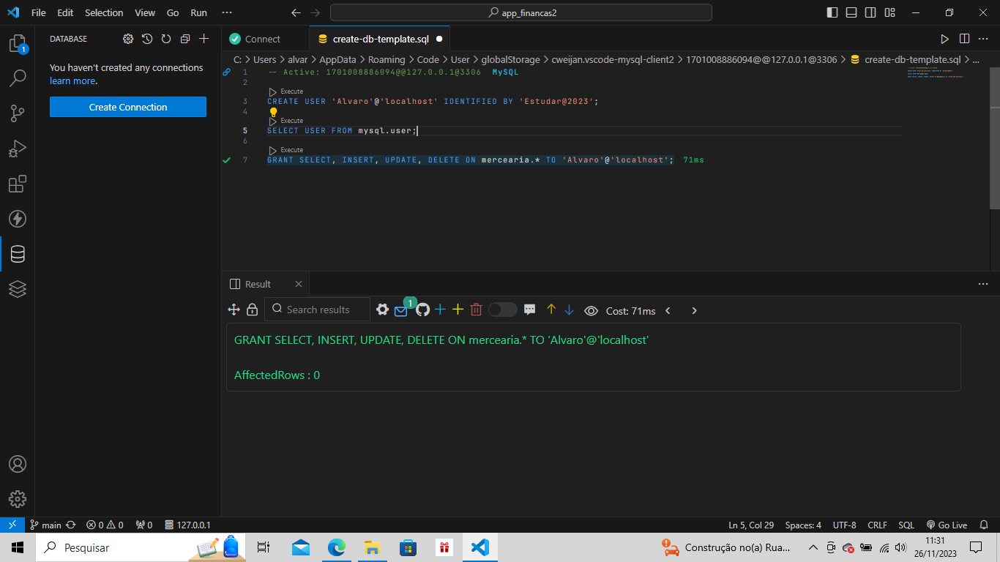 File Edit Selection View Go Run ···
app_financas2
DATABASE
You haven't created any connections
learn more.
Create Connection
1
Connect
create-db-template.sql
C: > Users > alvar > AppData > Roaming > Code > User > globalStorage > cweijan.vscode-mysql-client2 > 1701008886094@@127.0.0.1@3306 > create-db-template.sql > ...
1 -- Active: 1701008886094@@127.0.0.1@3306 MySQL
2
Execute
3 CREATE USER 'Alvaro'@'localhost' IDENTIFIED BY 'Estudar@2023';
4
Execute
5 SELECT USER FROM mysql.user;
6
Execute
7 GRANT SELECT, INSERT, UPDATE, DELETE ON mercearia.* TO 'Alvaro'@'localhost'; 71ms
Result
Search results
1
Cost: 71ms
GRANT SELECT, INSERT, UPDATE, DELETE ON mercearia.* TO 'Alvaro'@'localhost'
AffectedRows : 0
main 0 0 0 127.0.0.1
Ln 5, Col 29 Spaces: 4 UTF-8 CRLF SQL Go Live
Pesquisar
Construção no(a) Rua...
11:31
26/11/2023